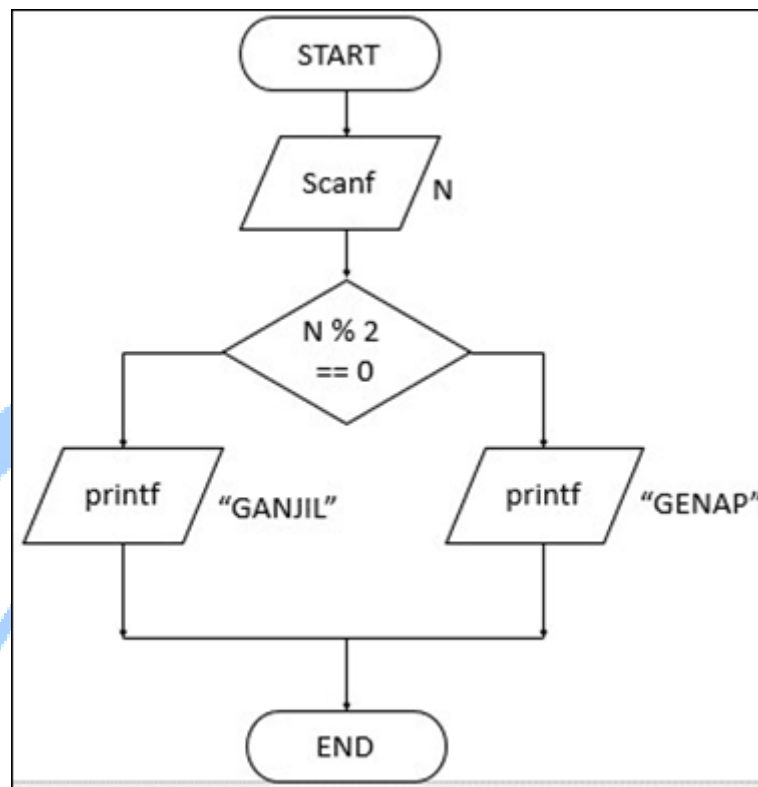 START
Scanf
N
N % 2
== 0
printf
“GANJIL”
printf
“GENAP”
END